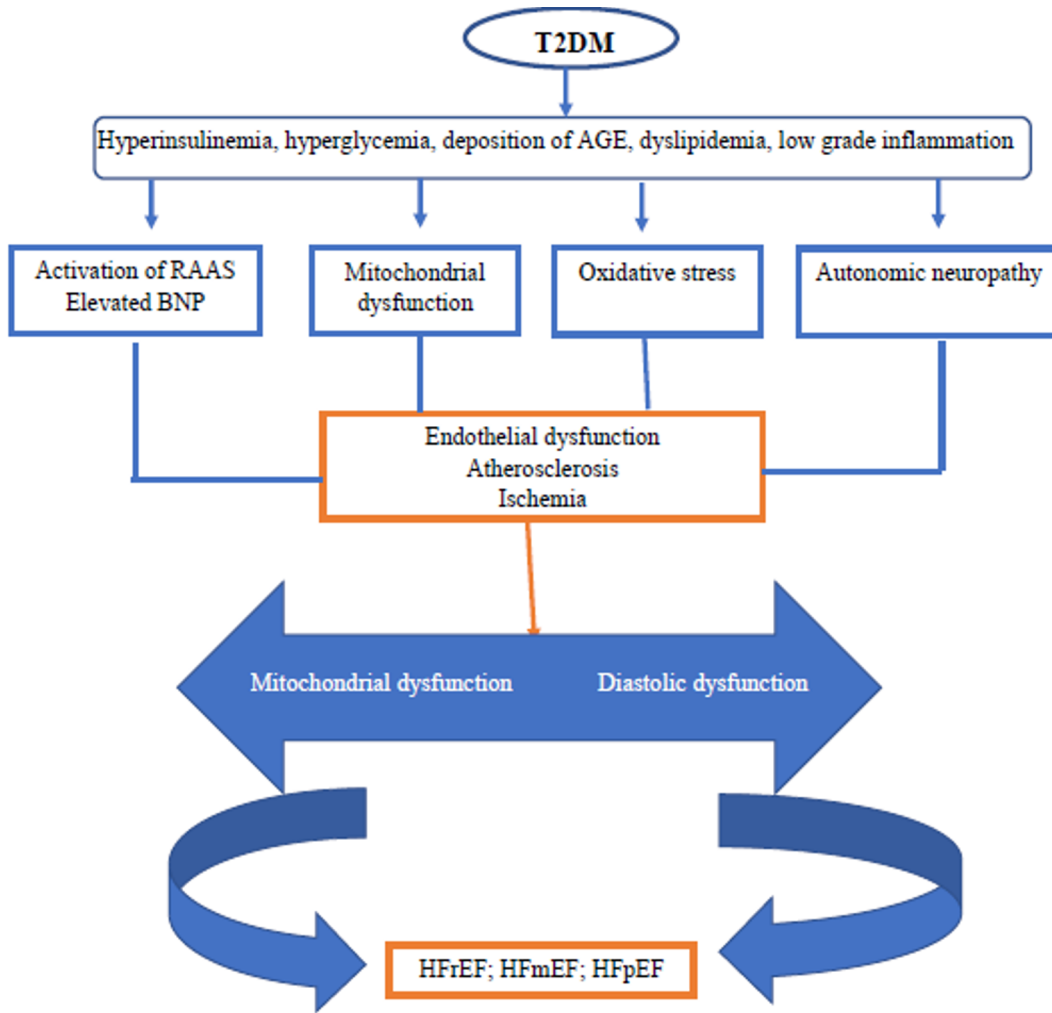 T2DM
Hyperinsulinemia, hyperglycemia, deposition of AGE, dyslipidemia, low grade inflammation
Activation of RAAS
Elevated BNP
Mitochondrial
dysfunction
Oxidative stress
Autonomic neuropathy
Endothelial dysfunction
Atherosclerosis
Ischemia
Mitochondrial dysfunction
Diastolic dysfunction
HFrEF; HFmEF; HFpEF